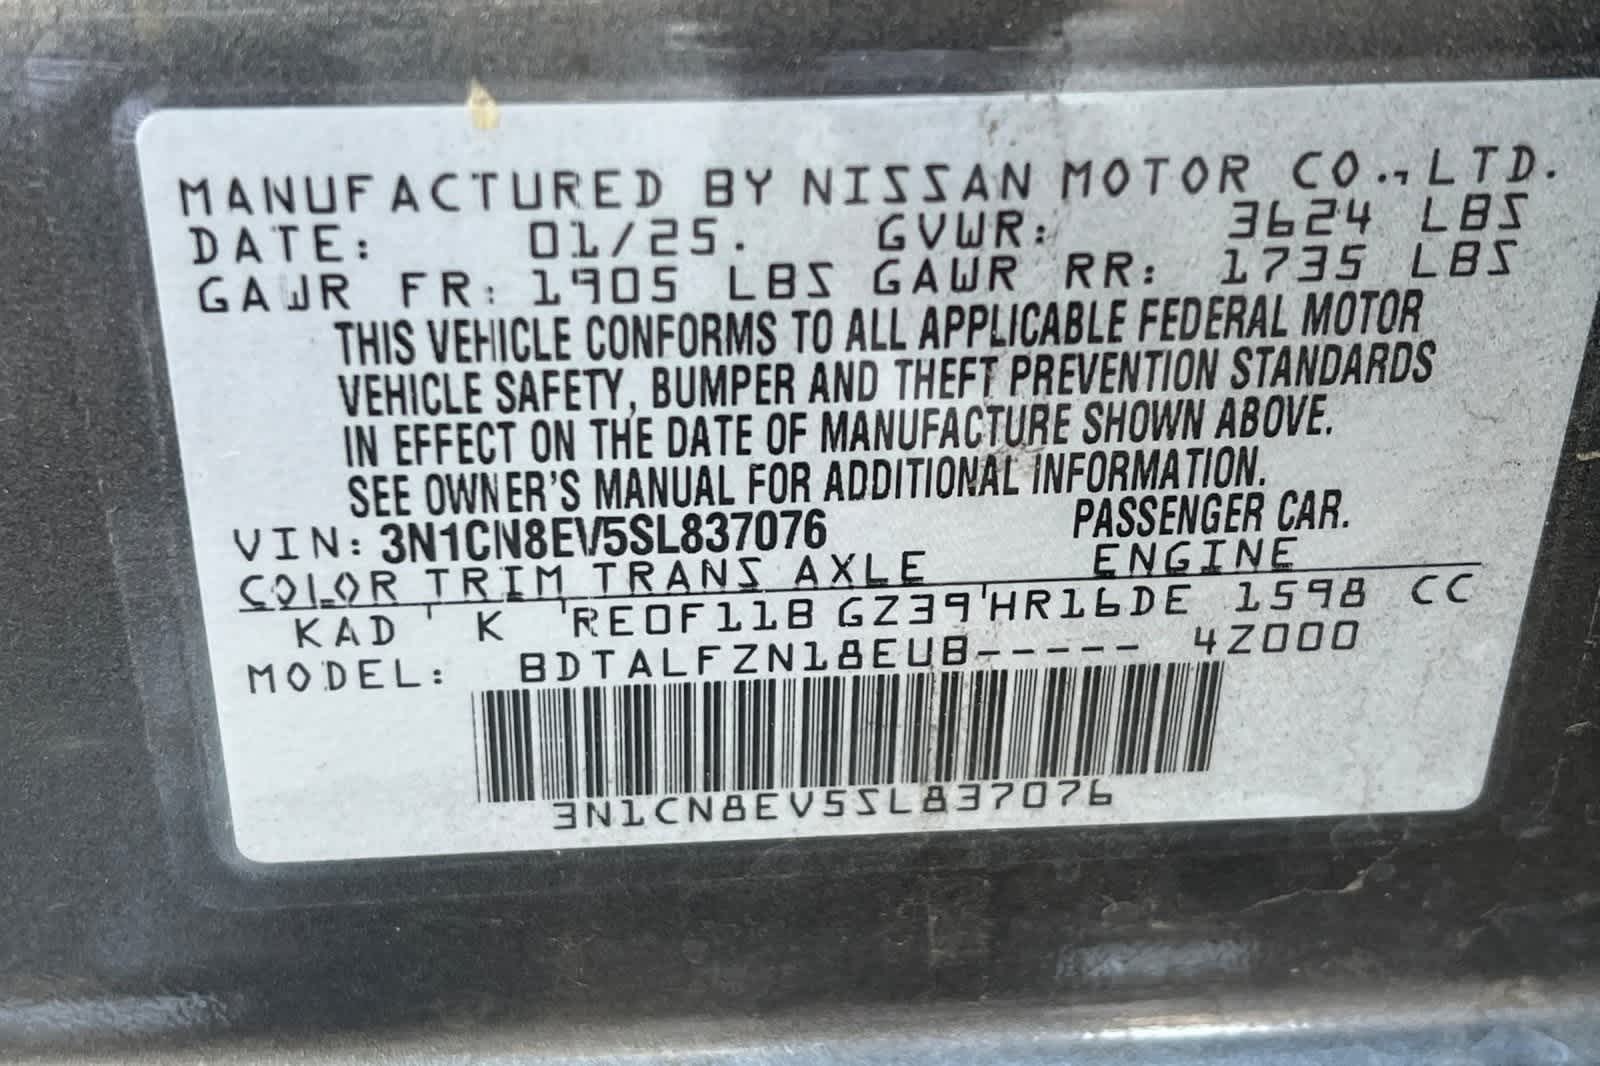 MANUFACTURED BY NISSAN MOTOR CO., LTD.
DATE: 01/25. GVWR: 3624 LBS
GAWR FR: 1905 LBS GAWR RR: 1735 LBS
THIS VEHICLE CONFORMS TO ALL APPLICABLE FEDERAL MOTOR
VEHICLE SAFETY, BUMPER AND THEFT PREVENTION STANDARDS
IN EFFECT ON THE DATE OF MANUFACTURE SHOWN ABOVE.
SEE OWNER'S MANUAL FOR ADDITIONAL INFORMATION.
VIN: 3N1CN8EV5SL837076 PASSENGER CAR.
COLOR TRIM TRANS AXLE ENGINE
KAD K RE0F11B GZ39 HR16DE 1598 CC
MODEL: BDTALFZN18EUB----- 4Z000
3N1CN8EV5SL837076